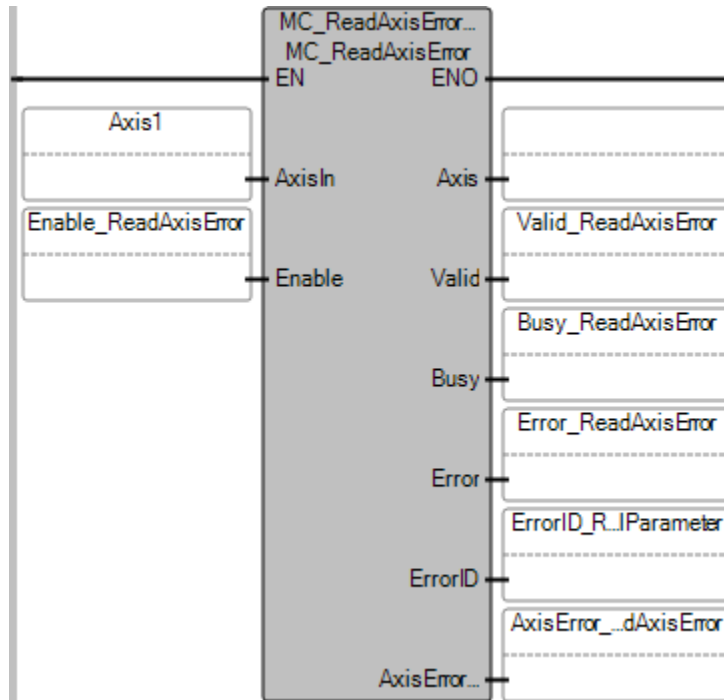 MC_ReadAxisError...
MC_ReadAxisError
EN ENO
Axis1
AxisIn Axis
Enable_ReadAxisError Valid_ReadAxisError
Enable Valid
Busy_ReadAxisError
Busy
Error_ReadAxisError
Error
ErrorID_R...lParameter
ErrorID
AxisError_...dAxisError
AxisError...